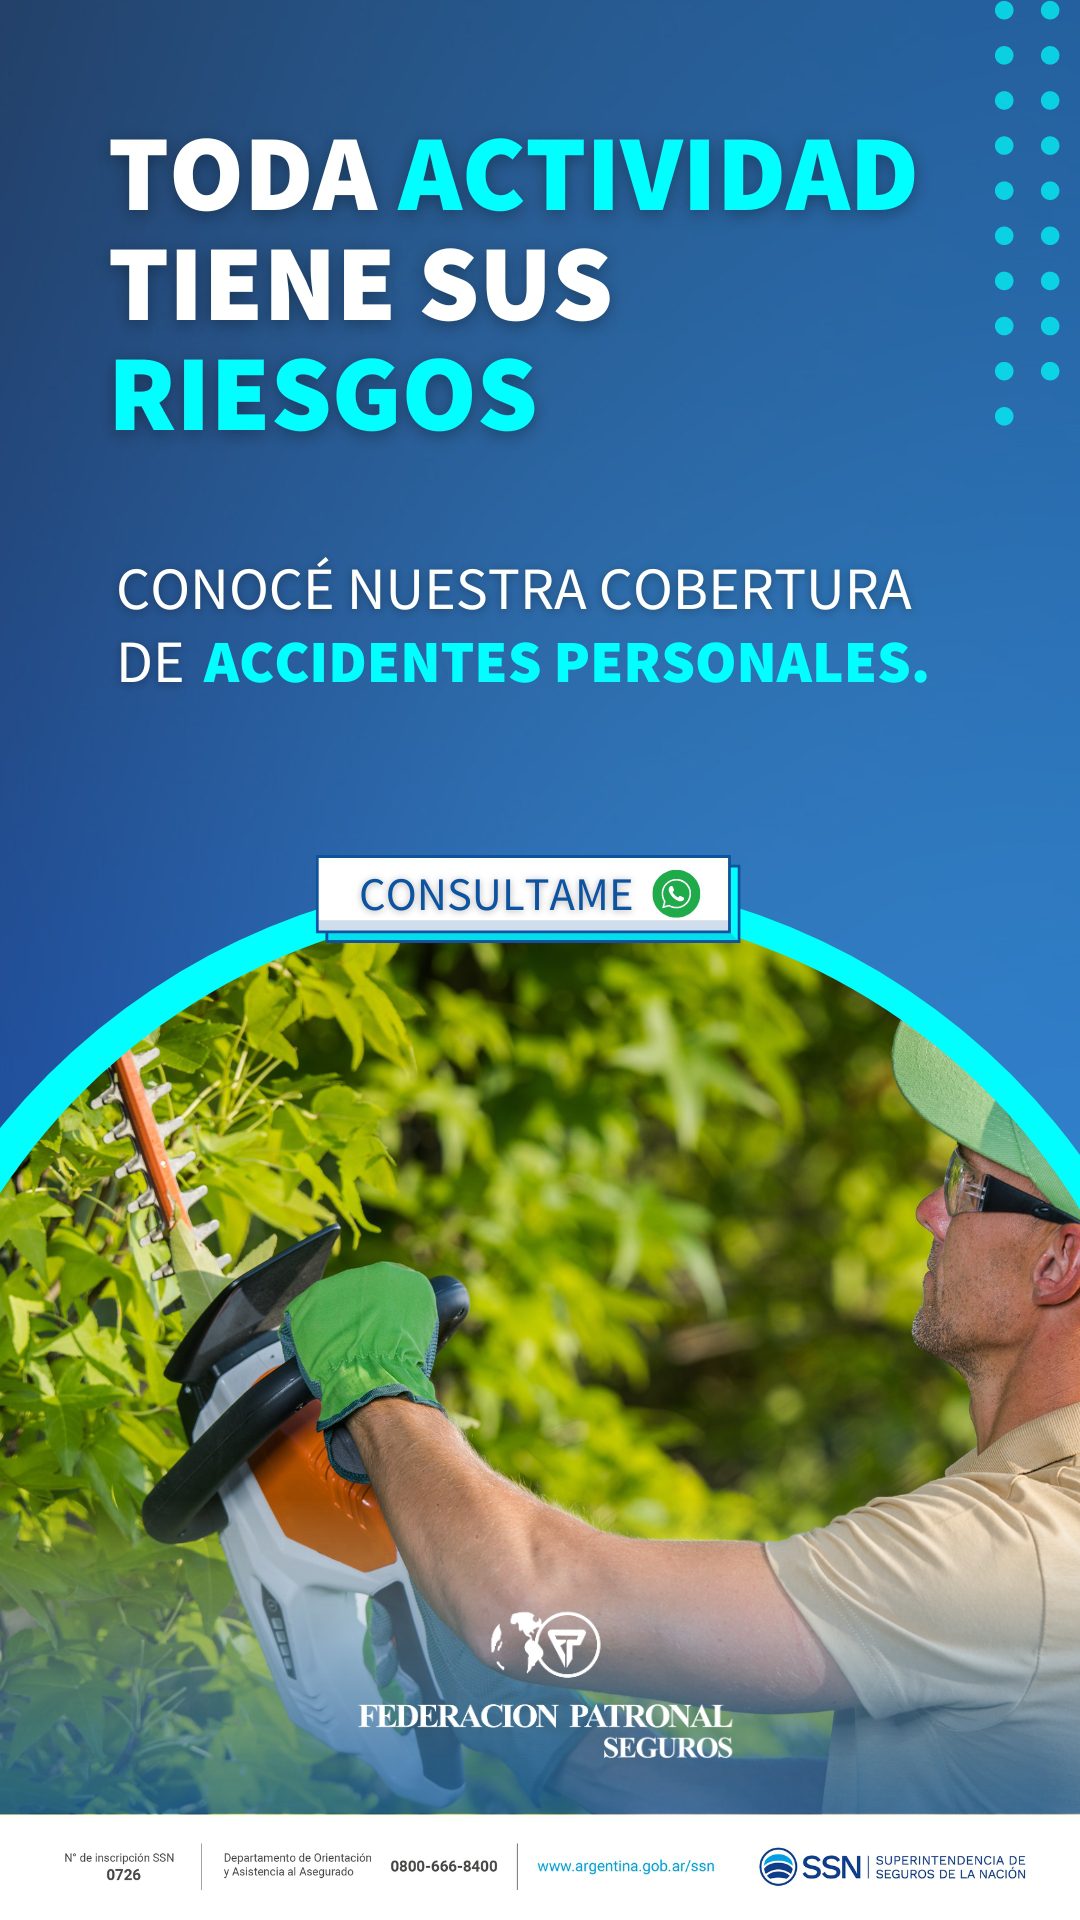 TODA ACTIVIDAD
TIENE SUS
RIESGOS
CONOCÉ NUESTRA COBERTURA
DE ACCIDENTES PERSONALES.
CONSULTAME
FP
FEDERACION PATRONAL
SEGUROS
N° de inscripción SSN
0726
Departamento de Orientación
y Asistencia al Asegurado
0800-666-8400
www.argentina.gob.ar/ssn
SSN
SUPERINTENDENCIA DE
SEGUROS DE LA NACIÓN